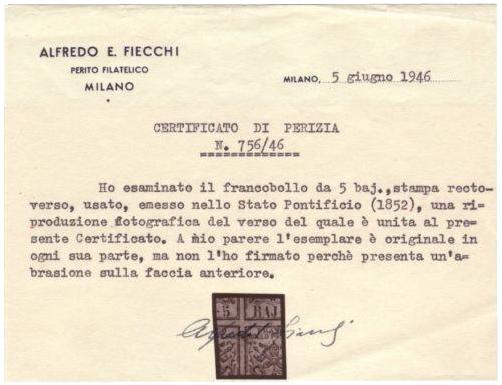 ALFREDO E. FIECCHI
PERITO FILATELICO
MILANO
MILANO, 5 giugno 1946
CERTIFICATO DI PERIZIA
N. 756/46
Ho esaminato il francobollo da 5 baj.,stampa recto=
verso, usato, emesso nello Stato Pontificio (1852), una ri=
produzione fotografica del verso del quale è unita al pre=
sente Certificato. A mio parere l'esemplare è originale in
ogni sua parte, ma non l'ho firmato perchè presenta un'a=
brasione sulla faccia anteriore.
5 BAJ